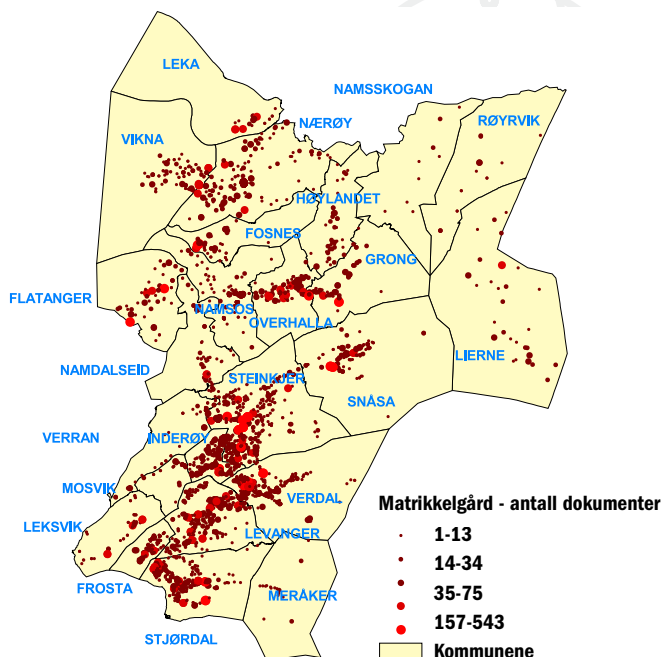 LEKA
NAMSSKOGAN
RØYRVIK
NÆRØY
VIKNA
HØYLANDET
FOSNES
GRONG
FLATANGER
NAMSOS
OVERHALLA
LIERNE
NAMDALSEID
STEINKJER
SNÅSA
VERRAN
INDERØY
MOSVIK
VERDAL
LEKSVIK
LEVANGER
FROSTA
MERÅKER
STJØRDAL
Matrikkelgård - antall dokumenter
1-13
14-34
35-75
157-543
Kommunene